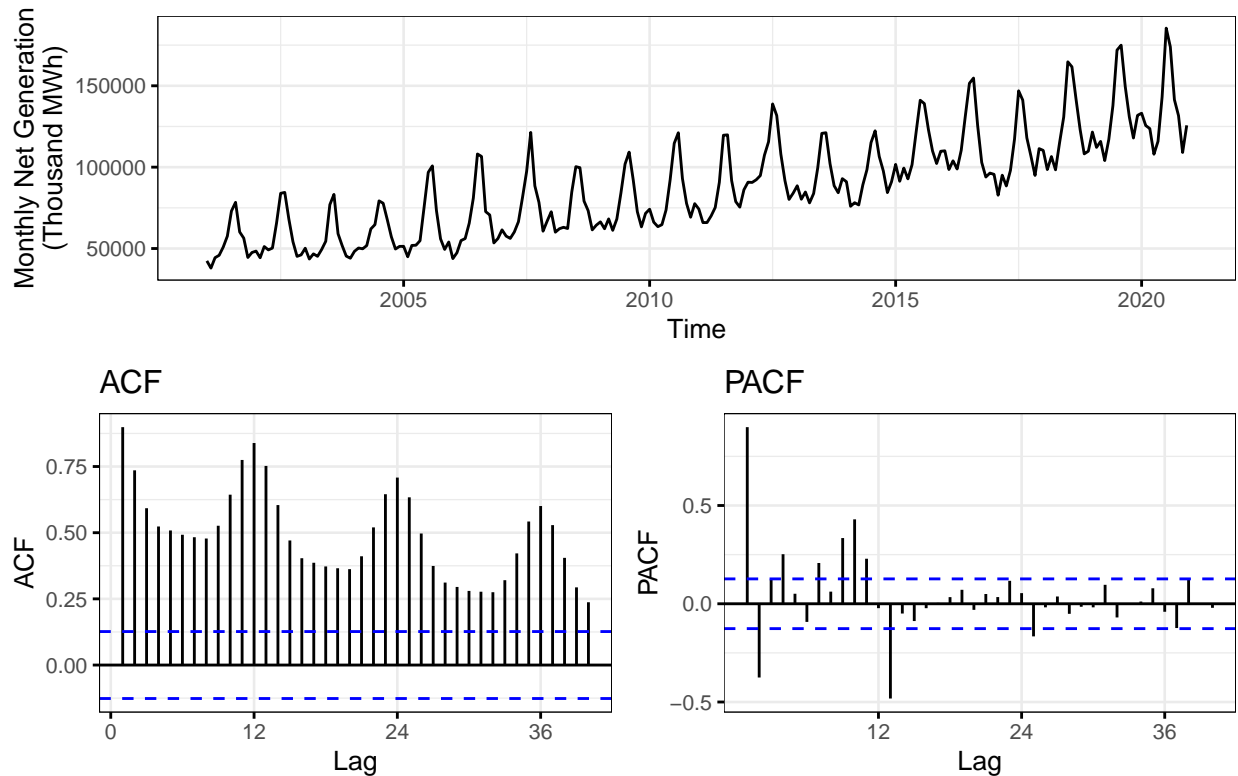 Monthly Net Generation
(Thousand MWh)
150000
100000
50000
2005
2010
2015
2020
Time
ACF
ACF
0.75
0.50
0.25
0.00
0
12
24
36
Lag
PACF
PACF
0.5
0.0
−0.5
12
24
36
Lag